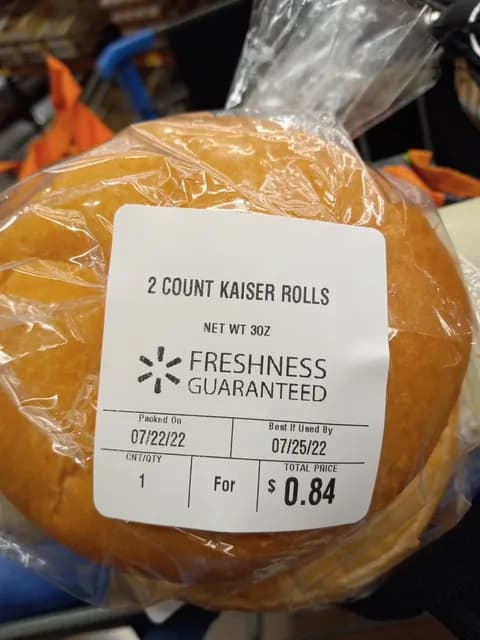 2 COUNT KAISER ROLLS
NET WT 3OZ
FRESHNESS
GUARANTEED
Packed On
07/22/22
Best If Used By
07/25/22
CNT/QTY
1
For
TOTAL PRICE
$ 0.84